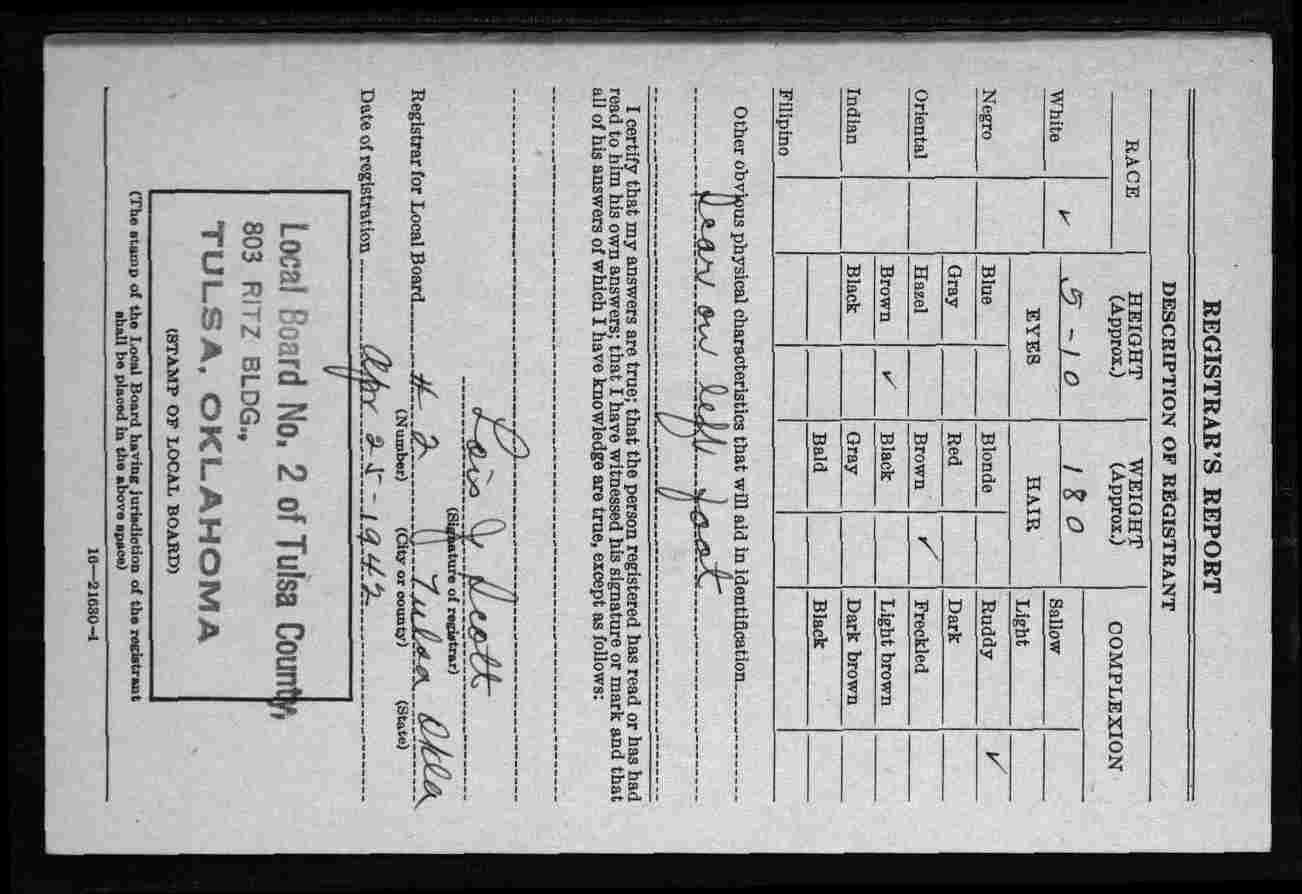 REGISTRAR'S REPORT
DESCRIPTION OF REGISTRANT
RACE HEIGHT (Approx.) WEIGHT (Approx.) COMPLEXION
White ✓ 5-10 180 Sallow
EYES HAIR Light
Negro Blue Blonde Ruddy ✓
Gray Red Dark
Oriental Hazel Brown ✓ Freckled
Brown ✓ Black Light brown
Indian Black Gray Dark brown
Bald Black
Filipino
Other obvious physical characteristics that will aid in identification
Scar on left foot
I certify that my answers are true; that the person registered has read or has had
read to him his own answers; that I have witnessed his signature or mark and that
all of his answers of which I have knowledge are true, except as follows:
Lois J Scott
(Signature of registrar)
Registrar for Local Board # 2 Tulsa Okla
(Number) (City or county) (State)
Date of registration Apr 25-1942
Local Board No. 2 of Tulsa County,
803 RITZ BLDG.,
TULSA, OKLAHOMA
(STAMP OF LOCAL BOARD)
(The stamp of the Local Board having jurisdiction of the registrant
shall be placed in the above space)
16—21630-1